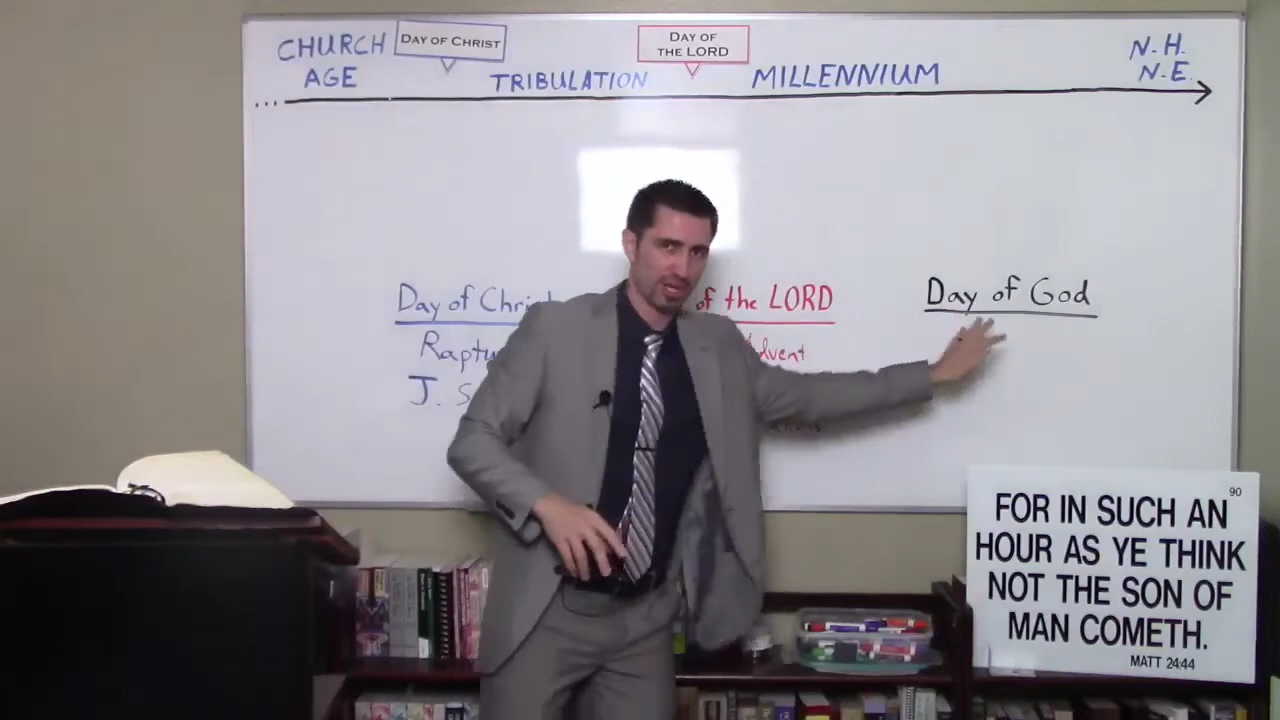 CHURCH
AGE
DAY OF CHRIST
TRIBULATION
DAY OF
THE LORD
MILLENNIUM
N.H.
N.E.
...
Day of Chris
of the LORD
Day of God
Raptu
dvent
J. S
90
FOR IN SUCH AN
HOUR AS YE THINK
NOT THE SON OF
MAN COMETH.
MATT 24:44